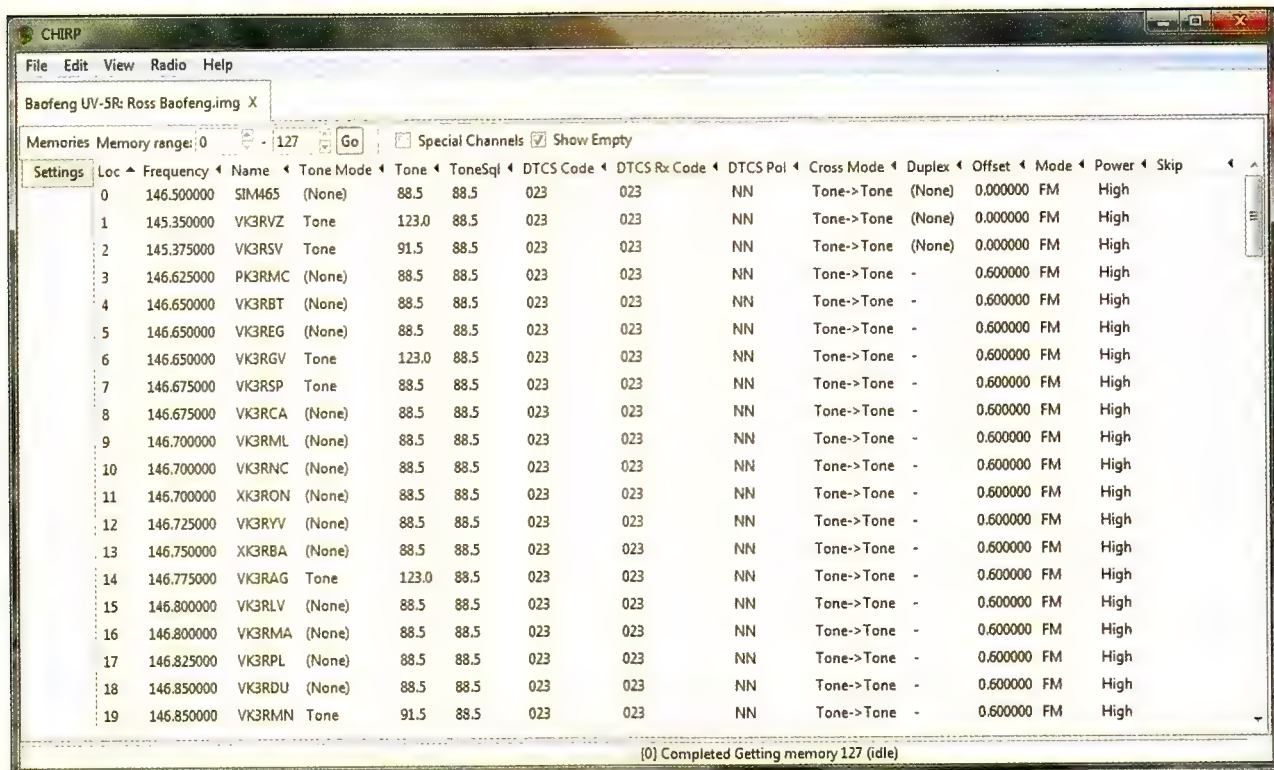 CHIRP
File Edit View Radio Help
Baofeng UV-5R: Ross Baofeng.img X
Memories Memory range: 0 - 127 Go Special Channels Show Empty
Settings Loc Frequency Name Tone Mode Tone ToneSql DTCS Code DTCS Rx Code DTCS Pol Cross Mode Duplex Offset Mode Power Skip
0 146.500000 SIM465 (None) 88.5 88.5 023 023 NN Tone->Tone (None) 0.000000 FM High
1 145.350000 VK3RVZ Tone 123.0 88.5 023 023 NN Tone->Tone (None) 0.000000 FM High
2 145.375000 VK3RSV Tone 91.5 88.5 023 023 NN Tone->Tone (None) 0.000000 FM High
3 146.625000 PK3RMC (None) 88.5 88.5 023 023 NN Tone->Tone - 0.600000 FM High
4 146.650000 VK3RBT (None) 88.5 88.5 023 023 NN Tone->Tone - 0.600000 FM High
5 146.650000 VK3REG (None) 88.5 88.5 023 023 NN Tone->Tone - 0.600000 FM High
6 146.650000 VK3RGV Tone 123.0 88.5 023 023 NN Tone->Tone - 0.600000 FM High
7 146.675000 VK3RSP Tone 88.5 88.5 023 023 NN Tone->Tone - 0.600000 FM High
8 146.675000 VK3RCA (None) 88.5 88.5 023 023 NN Tone->Tone - 0.600000 FM High
9 146.700000 VK3RML (None) 88.5 88.5 023 023 NN Tone->Tone - 0.600000 FM High
10 146.700000 VK3RNC (None) 88.5 88.5 023 023 NN Tone->Tone - 0.600000 FM High
11 146.700000 XK3RON (None) 88.5 88.5 023 023 NN Tone->Tone - 0.600000 FM High
12 146.725000 VK3RYV (None) 88.5 88.5 023 023 NN Tone->Tone - 0.600000 FM High
13 146.750000 XK3RBA (None) 88.5 88.5 023 023 NN Tone->Tone - 0.600000 FM High
14 146.775000 VK3RAG Tone 123.0 88.5 023 023 NN Tone->Tone - 0.600000 FM High
15 146.800000 VK3RLV (None) 88.5 88.5 023 023 NN Tone->Tone - 0.600000 FM High
16 146.800000 VK3RMA (None) 88.5 88.5 023 023 NN Tone->Tone - 0.600000 FM High
17 146.825000 VK3RPL (None) 88.5 88.5 023 023 NN Tone->Tone - 0.600000 FM High
18 146.850000 VK3RDU (None) 88.5 88.5 023 023 NN Tone->Tone - 0.600000 FM High
19 146.850000 VK3RMN Tone 91.5 88.5 023 023 NN Tone->Tone - 0.600000 FM High
[0] Completed Getting memory 127 (idle)